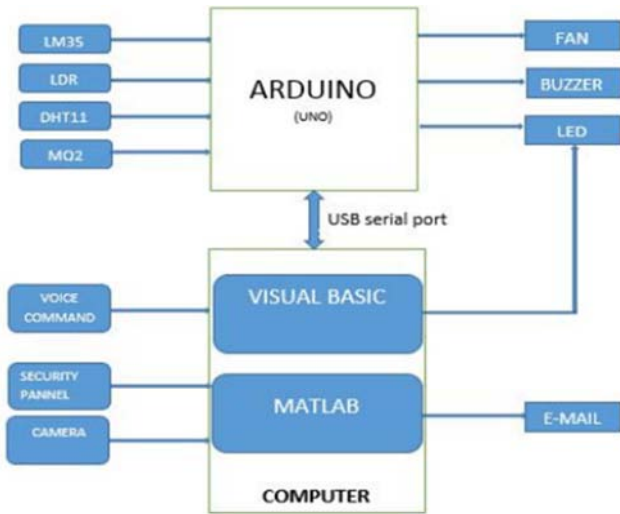 LM35
LDR
DHT11
MQ2
ARDUINO
(UNO)
FAN
BUZZER
LED
USB serial port
VOICE
COMMAND
SECURITY
PANNEL
CAMERA
VISUAL BASIC
MATLAB
COMPUTER
E-MAIL